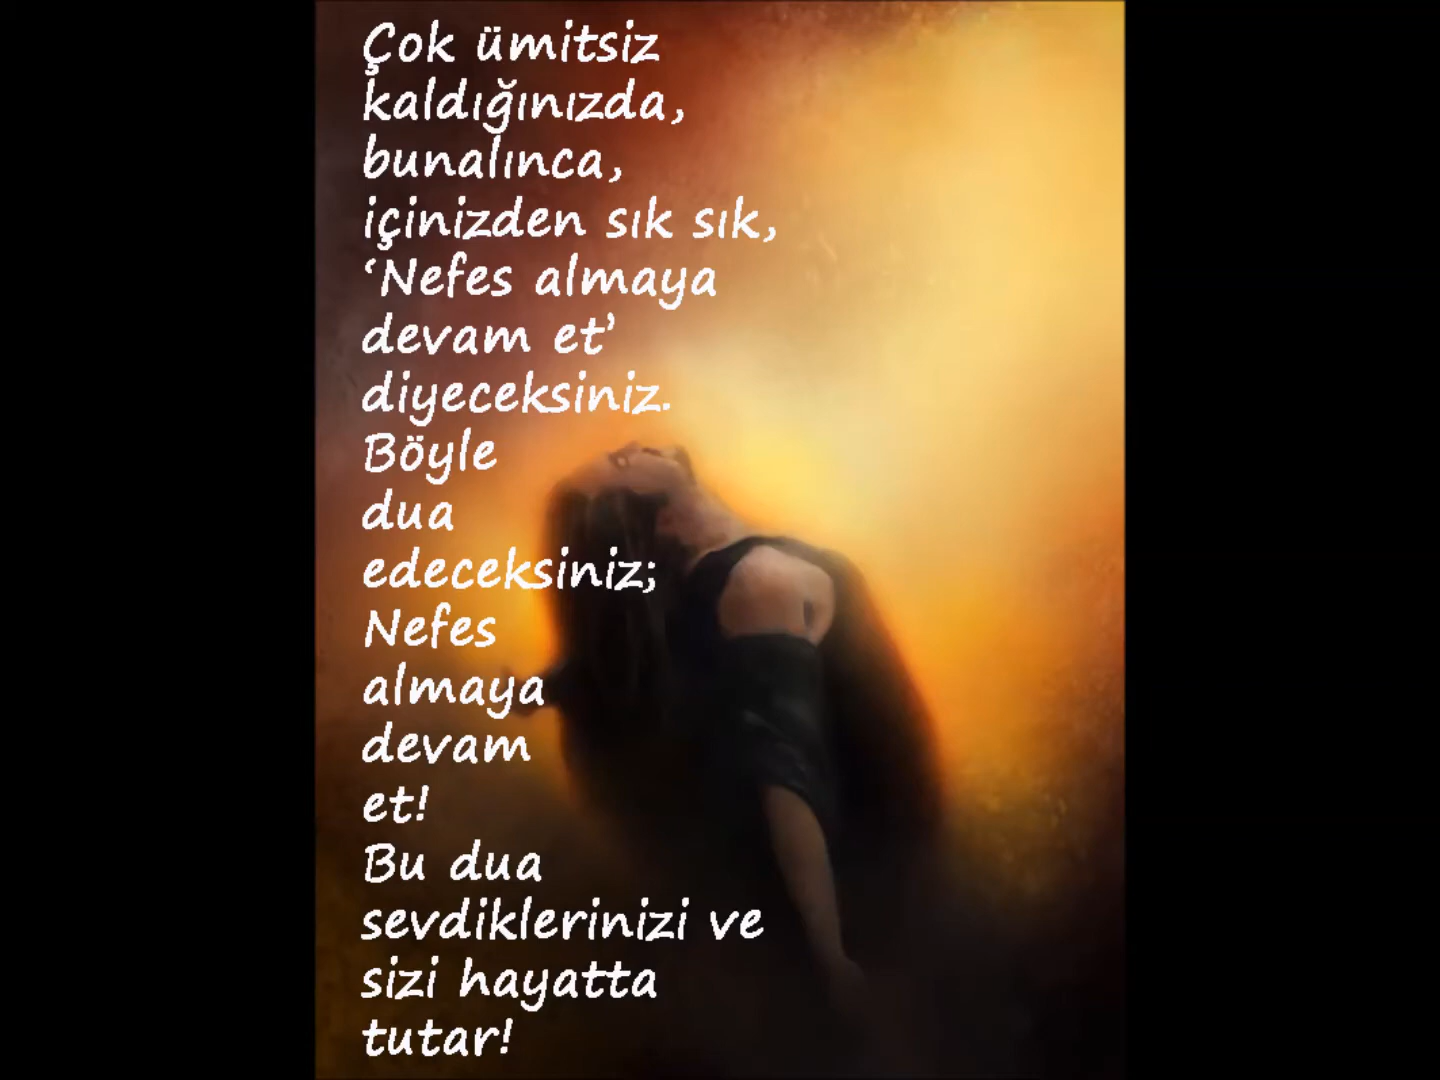 Çok ümitsiz
kaldığınızda,
bunalınca,
içinizden sık sık,
‘Nefes almaya
devam et’
diyeceksiniz.
Böyle
dua
edeceksiniz;
Nefes
almaya
devam
et!
Bu dua
sevdiklerinizi ve
sizi hayatta
tutar!